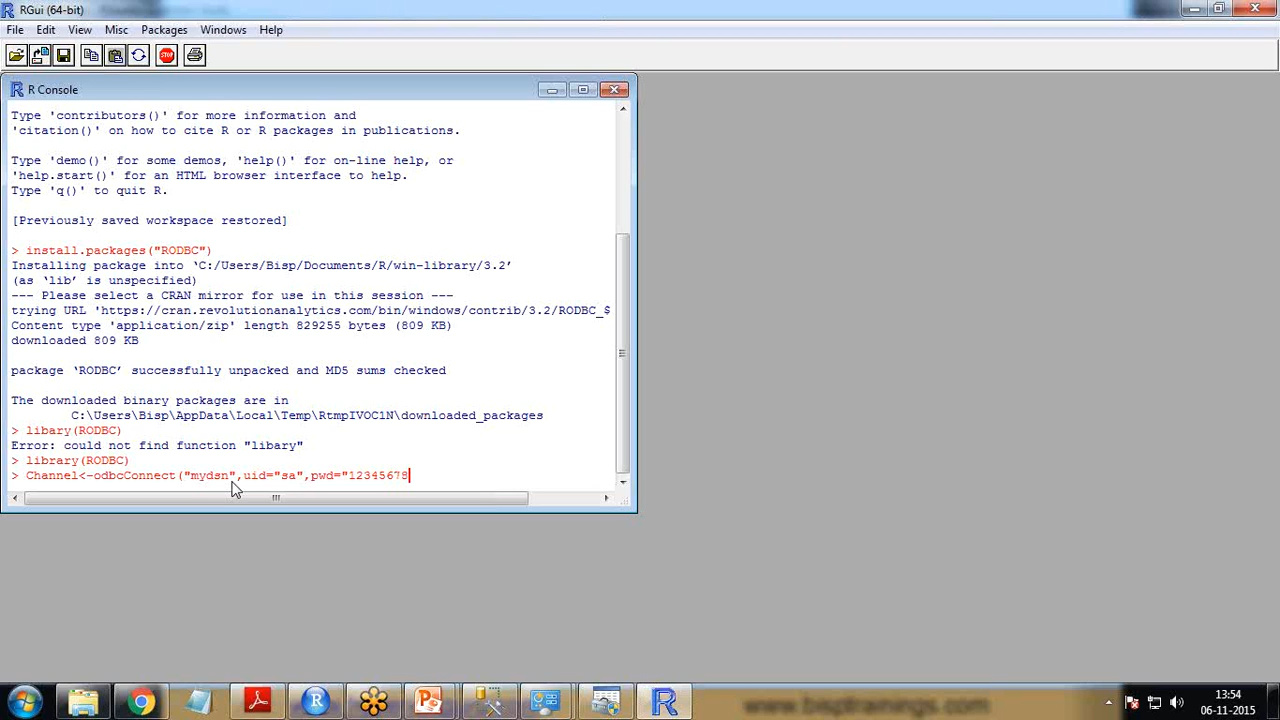 RGui (64-bit)
File Edit View Misc Packages Windows Help
STOP
R Console
Type 'contributors()' for more information and
'citation()' on how to cite R or R packages in publications.
Type 'demo()' for some demos, 'help()' for on-line help, or
'help.start()' for an HTML browser interface to help.
Type 'q()' to quit R.
[Previously saved workspace restored]
> install.packages("RODBC")
Installing package into ‘C:/Users/Bisp/Documents/R/win-library/3.2’
(as ‘lib’ is unspecified)
--- Please select a CRAN mirror for use in this session ---
trying URL 'https://cran.revolutionanalytics.com/bin/windows/contrib/3.2/RODBC_$
Content type 'application/zip' length 829255 bytes (809 KB)
downloaded 809 KB
package ‘RODBC’ successfully unpacked and MD5 sums checked
The downloaded binary packages are in
C:\Users\Bisp\AppData\Local\Temp\RtmpIVOC1N\downloaded_packages
> libary(RODBC)
Error: could not find function "libary"
> library(RODBC)
> Channel<-odbcConnect("mydsn",uid="sa",pwd="12345678
13:54
06-11-2015